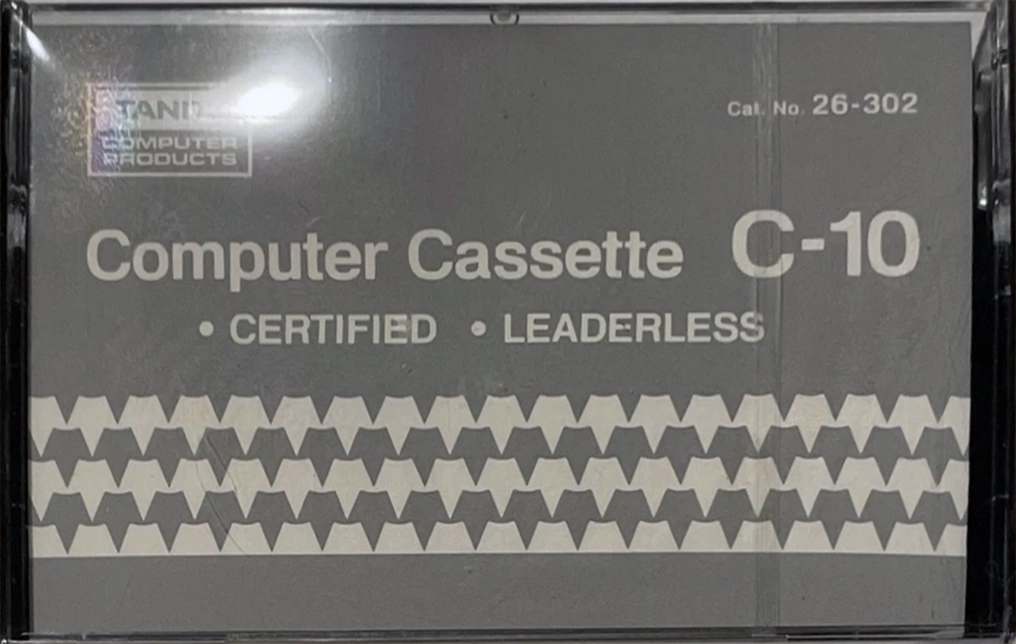 COMPUTER
PRODUCTS
Cat. No. 26-302
Computer Cassette C-10
• CERTIFIED • LEADERLESS